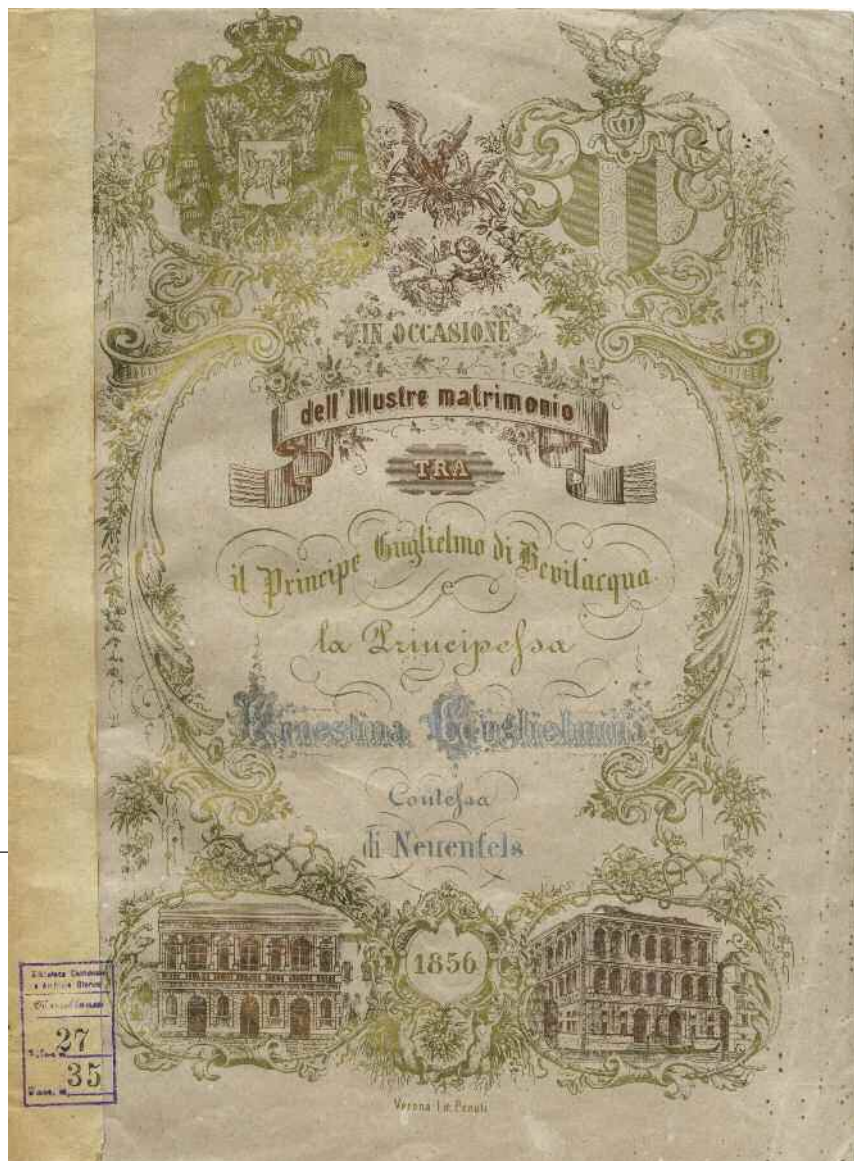 IN OCCASIONE
dell'Illustre matrimonio
TRA
il Principe Guglielmo di Bevilacqua
e
la Principeſsa
Ernestina Guglielmina
Conteſsa
di Neuenfels
1856
Biblioteca
27
35
Verona Lit.